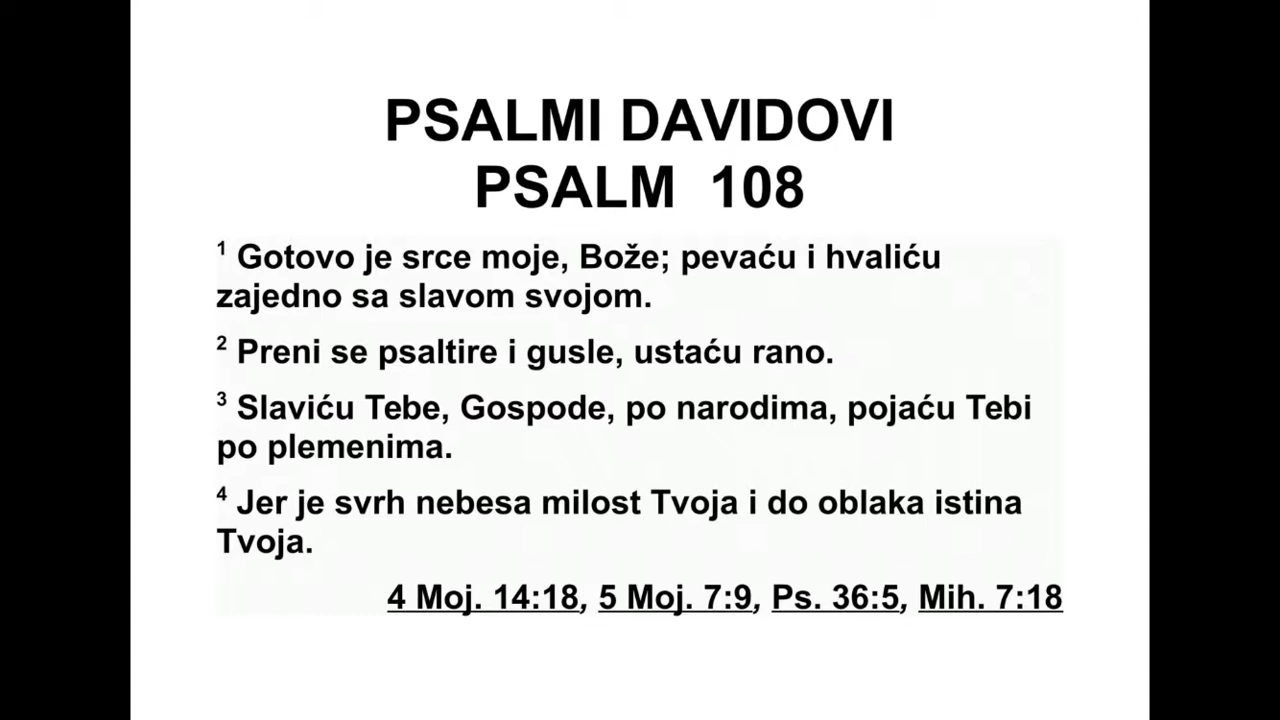 PSALMI DAVIDOVI
PSALM 108
1 Gotovo je srce moje, Bože; pevaću i hvaliću
zajedno sa slavom svojom.
2 Preni se psaltire i gusle, ustaću rano.
3 Slaviću Tebe, Gospode, po narodima, pojaću Tebi
po plemenima.
4 Jer je svrh nebesa milost Tvoja i do oblaka istina
Tvoja.
4 Moj. 14:18, 5 Moj. 7:9, Ps. 36:5, Mih. 7:18